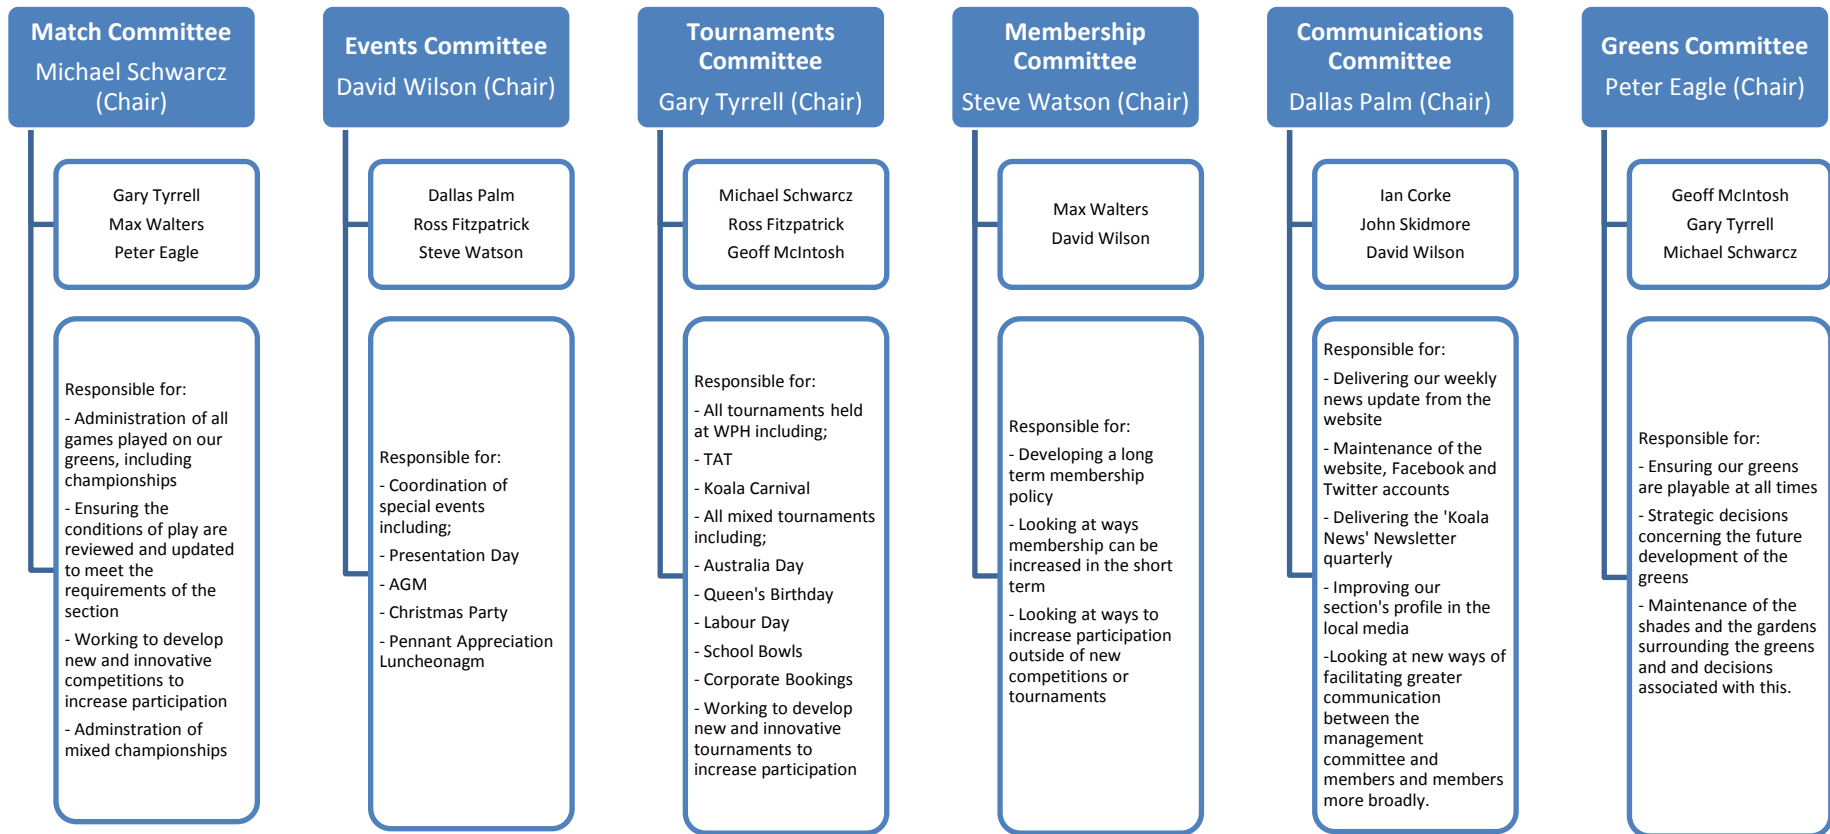 Match Committee
Michael Schwarcz
(Chair)
Gary Tyrrell
Max Walters
Peter Eagle
Responsible for:
- Administration of all
games played on our
greens, including
championships
- Ensuring the
conditions of play are
reviewed and updated
to meet the
requirements of the
section
- Working to develop
new and innovative
competitions to
increase participation
- Adminstration of
mixed championships
Events Committee
David Wilson (Chair)
Dallas Palm
Ross Fitzpatrick
Steve Watson
Responsible for:
- Coordination of
special events
including;
- Presentation Day
- AGM
- Christmas Party
- Pennant Appreciation
Luncheonagm
Tournaments
Committee
Gary Tyrrell (Chair)
Michael Schwarcz
Ross Fitzpatrick
Geoff McIntosh
Responsible for:
- All tournaments held
at WPH including;
- TAT
- Koala Carnival
- All mixed tournaments
including;
- Australia Day
- Queen's Birthday
- Labour Day
- School Bowls
- Corporate Bookings
- Working to develop
new and innovative
tournaments to
increase participation
Membership
Committee
Steve Watson (Chair)
Max Walters
David Wilson
Responsible for:
- Developing a long
term membership
policy
- Looking at ways
membership can be
increased in the short
term
- Looking at ways to
increase participation
outside of new
competitions or
tournaments
Communications
Committee
Dallas Palm (Chair)
Ian Corke
John Skidmore
David Wilson
Responsible for:
- Delivering our weekly
news update from the
website
- Maintenance of the
website, Facebook and
Twitter accounts
- Delivering the 'Koala
News' Newsletter
quarterly
- Improving our
section's profile in the
local media
-Looking at new ways of
facilitating greater
communication
between the
management
committee and
members and members
more broadly.
Greens Committee
Peter Eagle (Chair)
Geoff McIntosh
Gary Tyrrell
Michael Schwarcz
Responsible for:
- Ensuring our greens
are playable at all times
- Strategic decisions
concerning the future
development of the
greens
- Maintenance of the
shades and the gardens
surrounding the greens
and and decisions
associated with this.